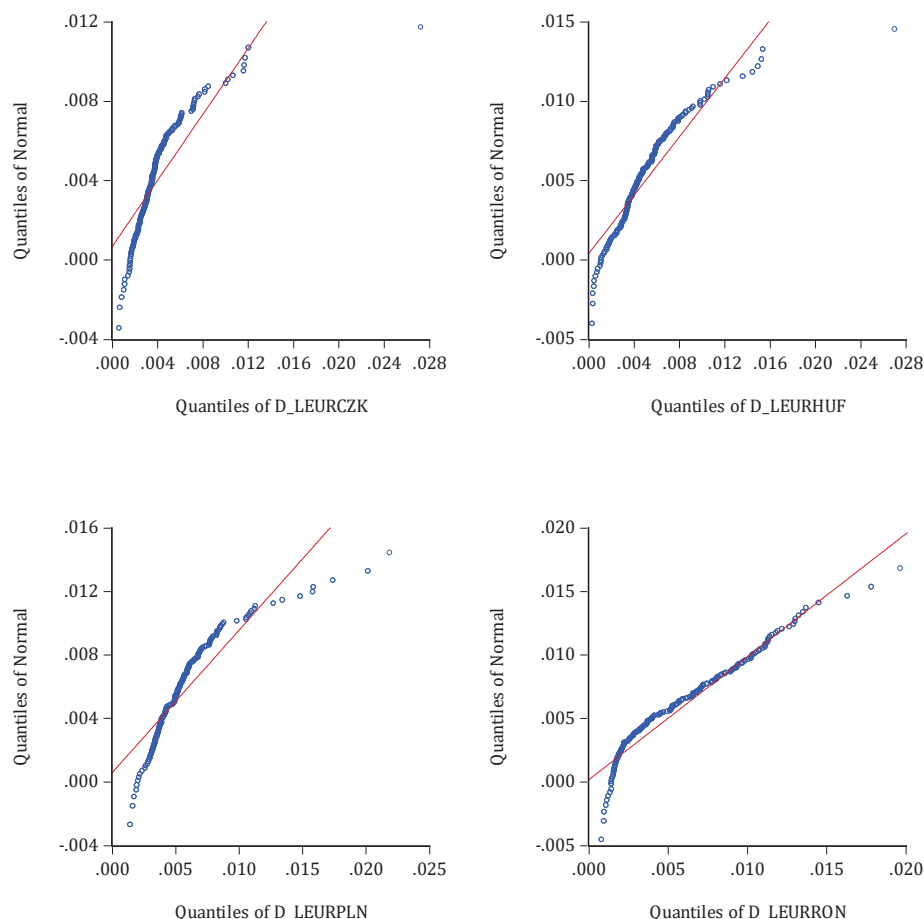 .012
.008
.004
.000
-.004
Quantiles of Normal
.000 .004 .008 .012 .016 .020 .024 .028
Quantiles of D_LEURCZK
.015
.010
.005
.000
-.005
Quantiles of Normal
.000 .004 .008 .012 .016 .020 .024 .028
Quantiles of D_LEURHUF
.016
.012
.008
.004
.000
-.004
Quantiles of Normal
.000 .005 .010 .015 .020 .025
Quantiles of D_LEURPLN
.020
.015
.010
.005
.000
-.005
Quantiles of Normal
.000 .005 .010 .015 .020
Quantiles of D_LEURRON